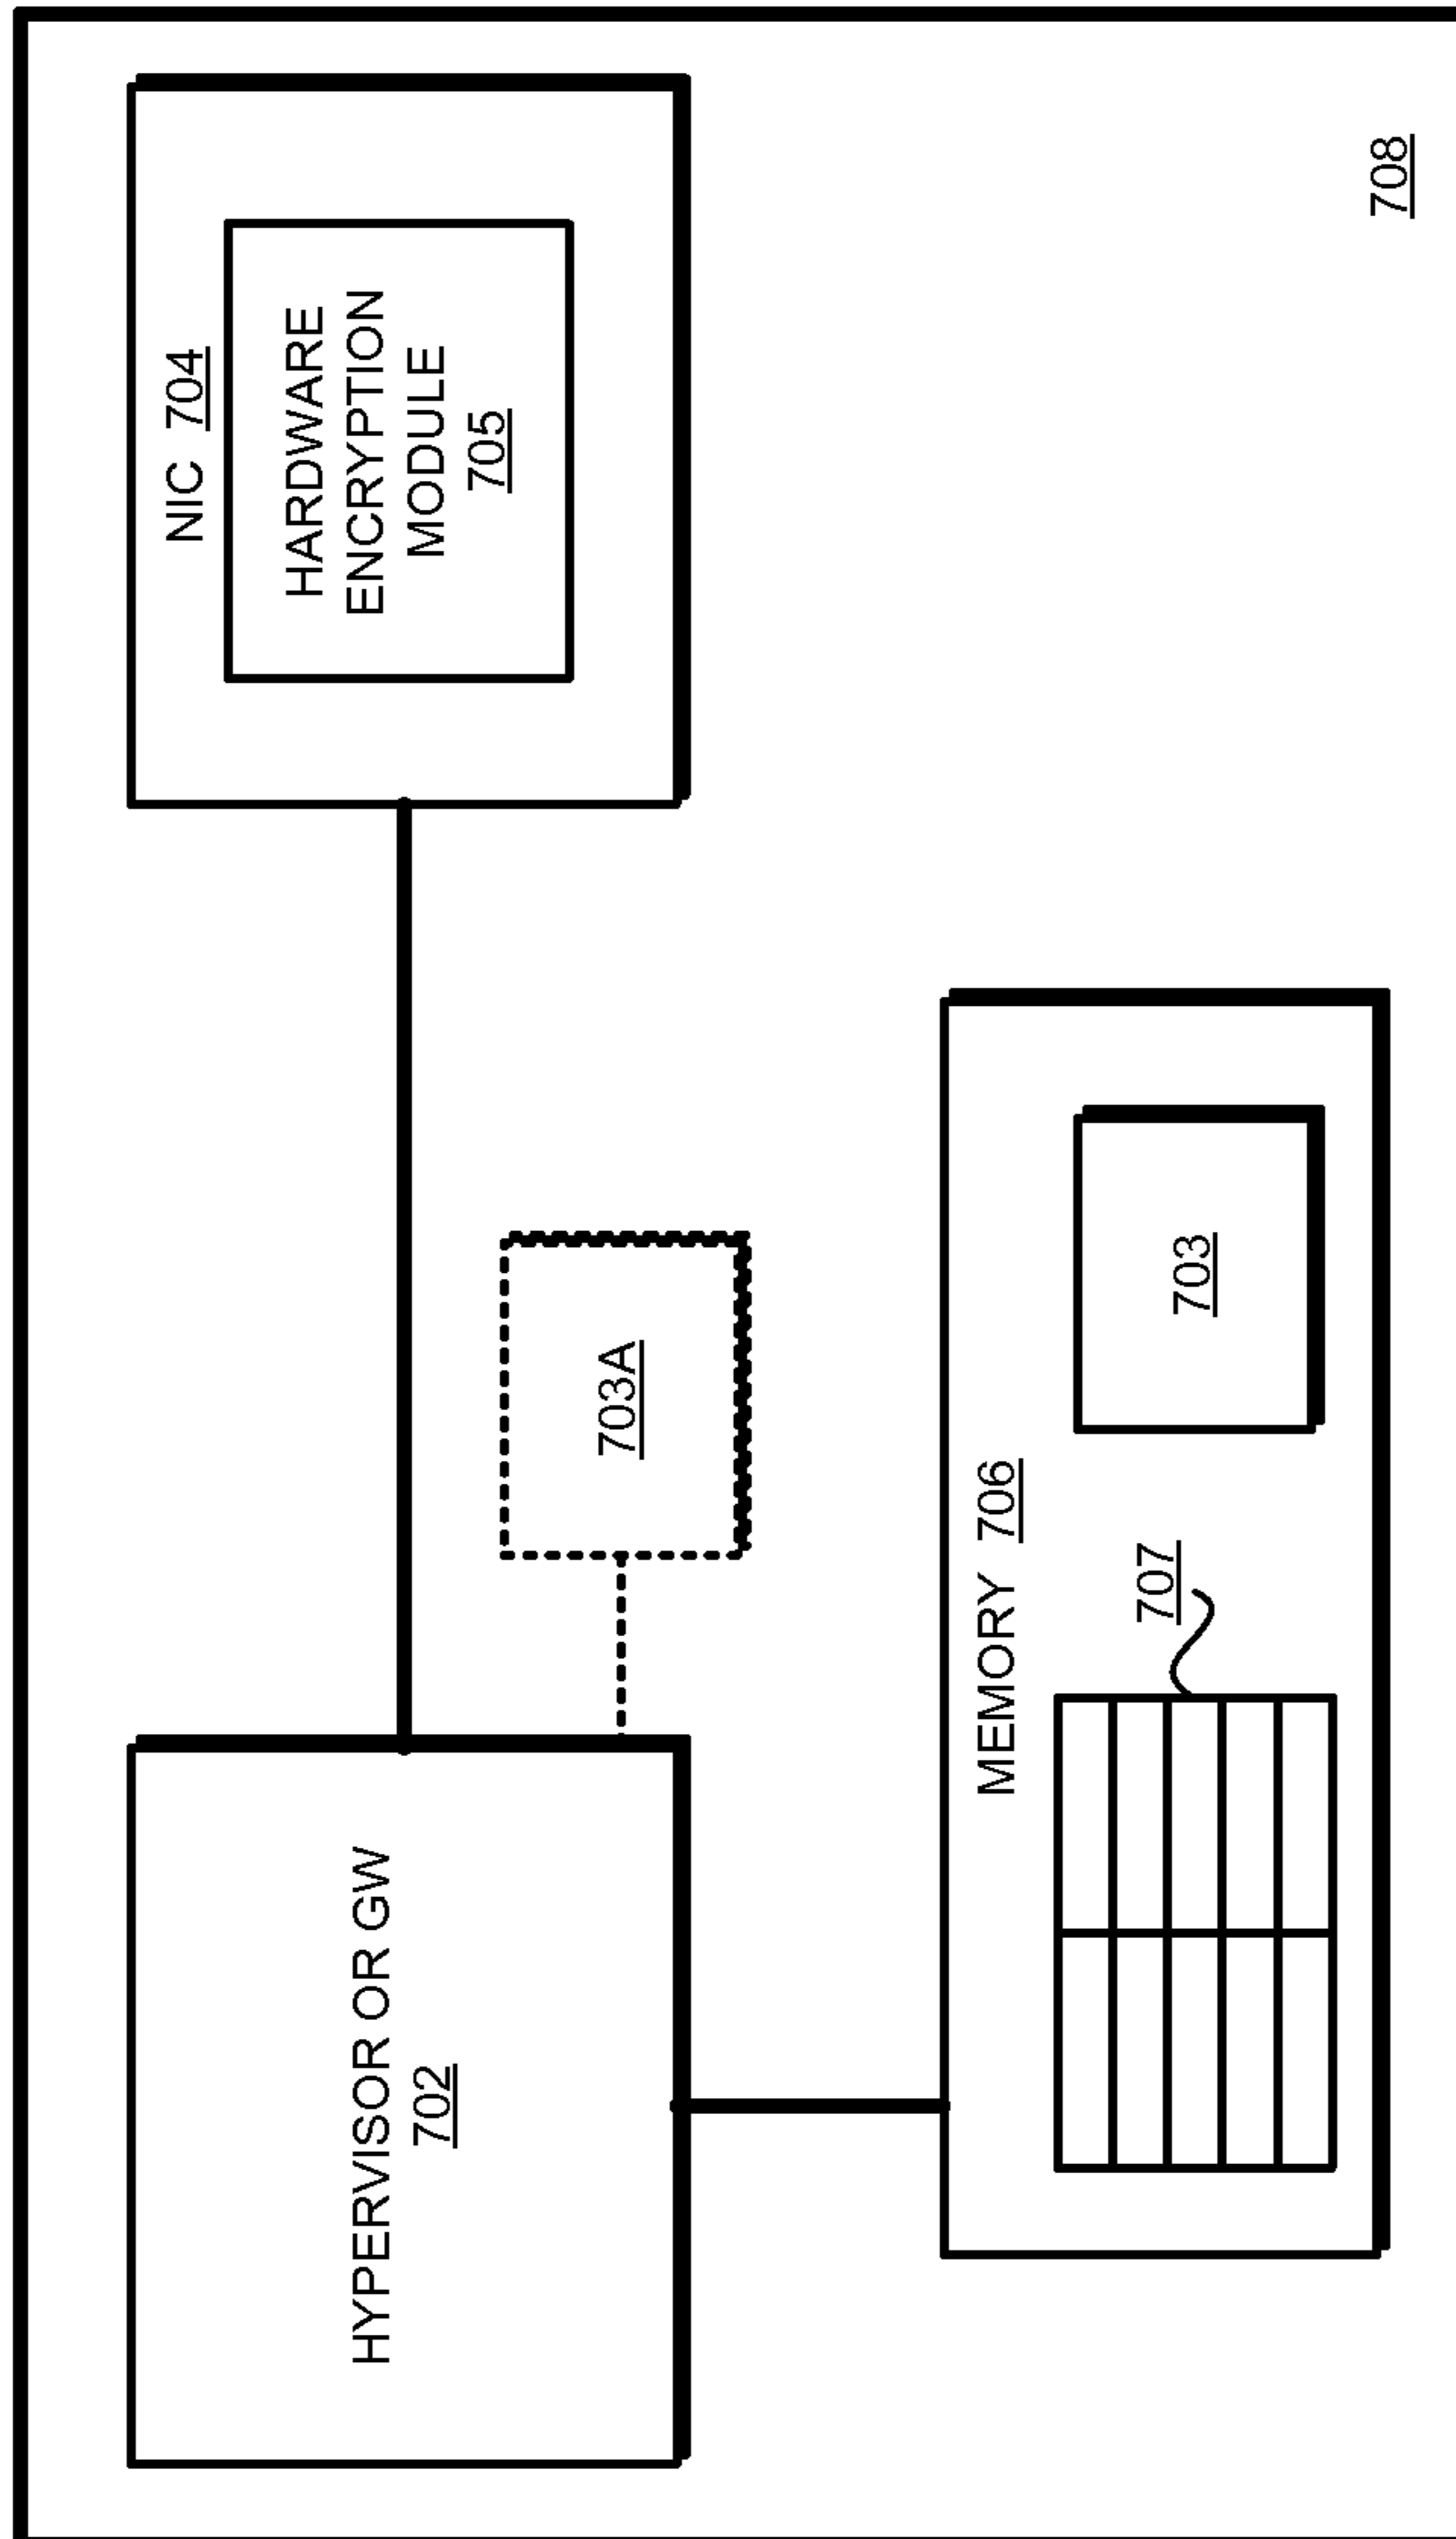 HYPERVISOR OR GW
702
NIC 704
HARDWARE
ENCRYPTION
MODULE
705
703A
MEMORY 706
707
703
708